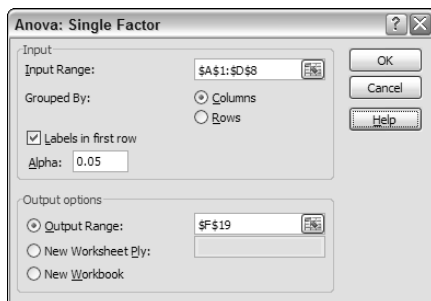 Anova: Single Factor
Input
Input Range: $A$1:$D$8
Grouped By: Columns
Rows
Labels in first row
Alpha: 0.05
Output options
Output Range: $F$19
New Worksheet Ply:
New Workbook
OK
Cancel
Help